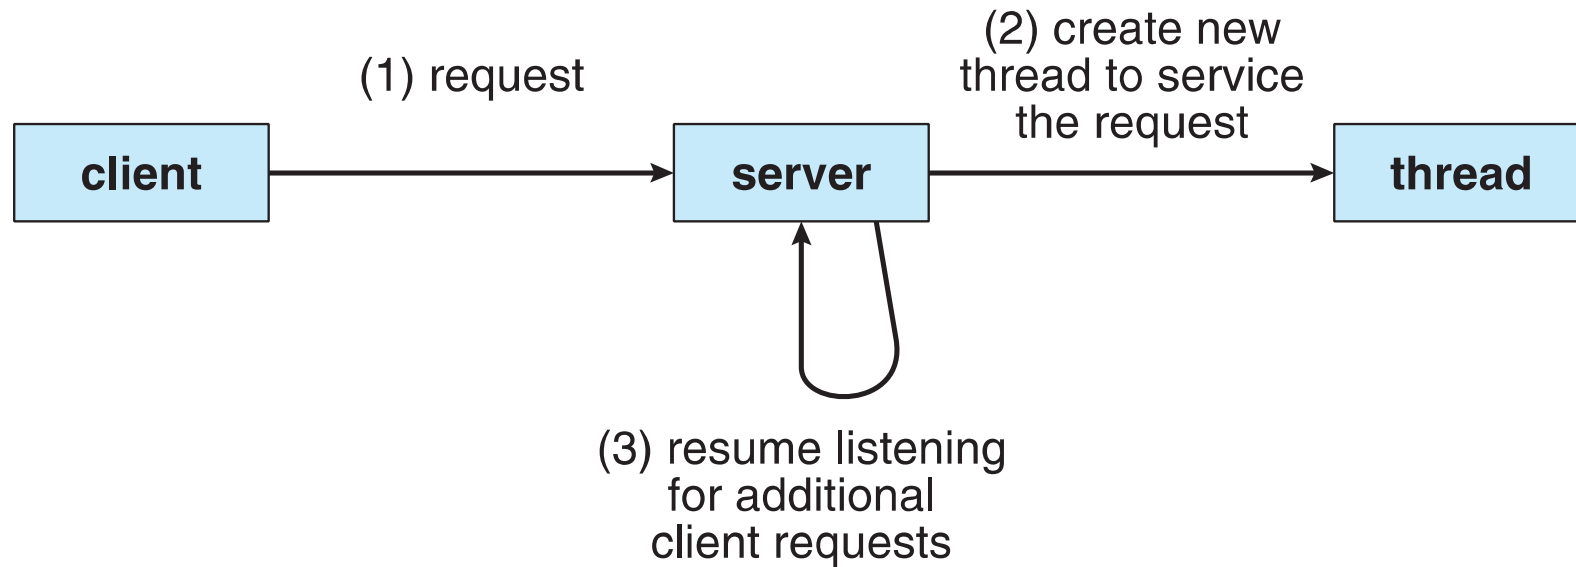 (1) request
(2) create new
thread to service
the request
client
server
thread
(3) resume listening
for additional
client requests